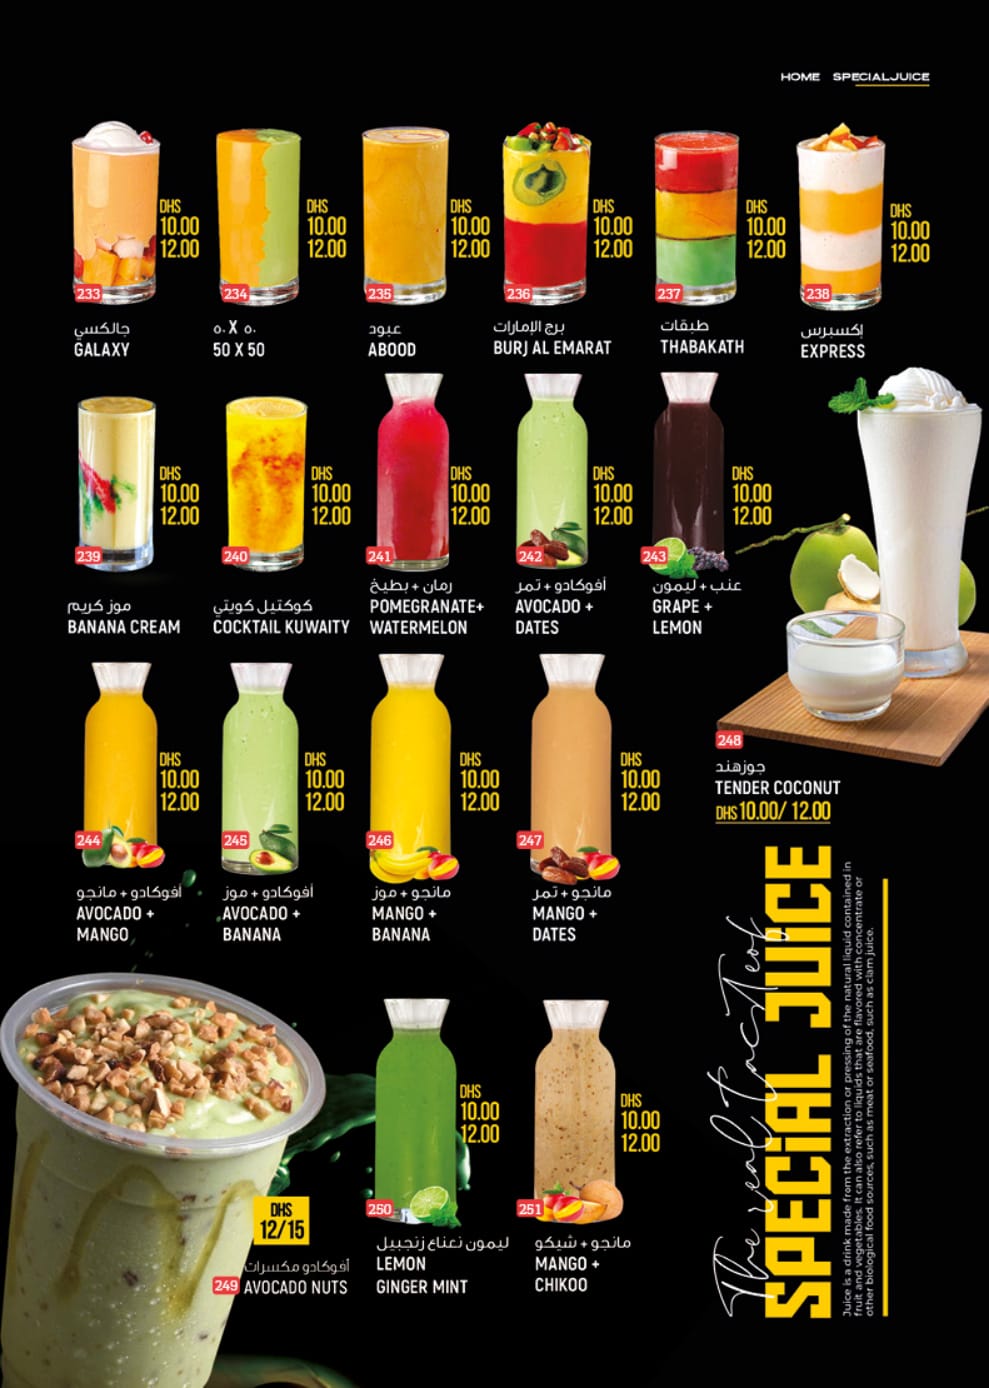 HOME SPECIALJUICE
DHS
10.00
12.00
233
جالكسي
GALAXY
DHS
10.00
12.00
234
٥٠ X ٥٠
50 X 50
DHS
10.00
12.00
235
عبود
ABOOD
DHS
10.00
12.00
236
برج الإمارات
BURJ AL EMARAT
DHS
10.00
12.00
237
طبقات
THABAKATH
DHS
10.00
12.00
238
إكسبرس
EXPRESS
DHS
10.00
12.00
239
موز كريم
BANANA CREAM
DHS
10.00
12.00
240
كوكتيل كويتي
COCKTAIL KUWAITY
DHS
10.00
12.00
241
رمان + بطيخ
POMEGRANATE+
WATERMELON
DHS
10.00
12.00
242
أفوكادو + تمر
AVOCADO +
DATES
DHS
10.00
12.00
243
عنب + ليمون
GRAPE +
LEMON
248
جوزهند
TENDER COCONUT
DHS 10.00/ 12.00
DHS
10.00
12.00
244
أفوكادو + مانجو
AVOCADO +
MANGO
DHS
10.00
12.00
245
أفوكادو + موز
AVOCADO +
BANANA
DHS
10.00
12.00
246
مانجو + موز
MANGO +
BANANA
DHS
10.00
12.00
247
مانجو + تمر
MANGO +
DATES
DHS
12/15
أفوكادو مكسرات
249 AVOCADO NUTS
DHS
10.00
12.00
250
ليمون نعناع زنجبيل
LEMON
GINGER MINT
DHS
10.00
12.00
251
مانجو + شيكو
MANGO +
CHIKOO
The real tacTeof
SPECiAL JUiCE
Juice is a drink made from the extraction or pressing of the natural liquid contained in
fruit and vegetables. It can also refer to liquids that are flavored with concentrate or
other biological food sources, such as meat or seafood, such as clam juice.